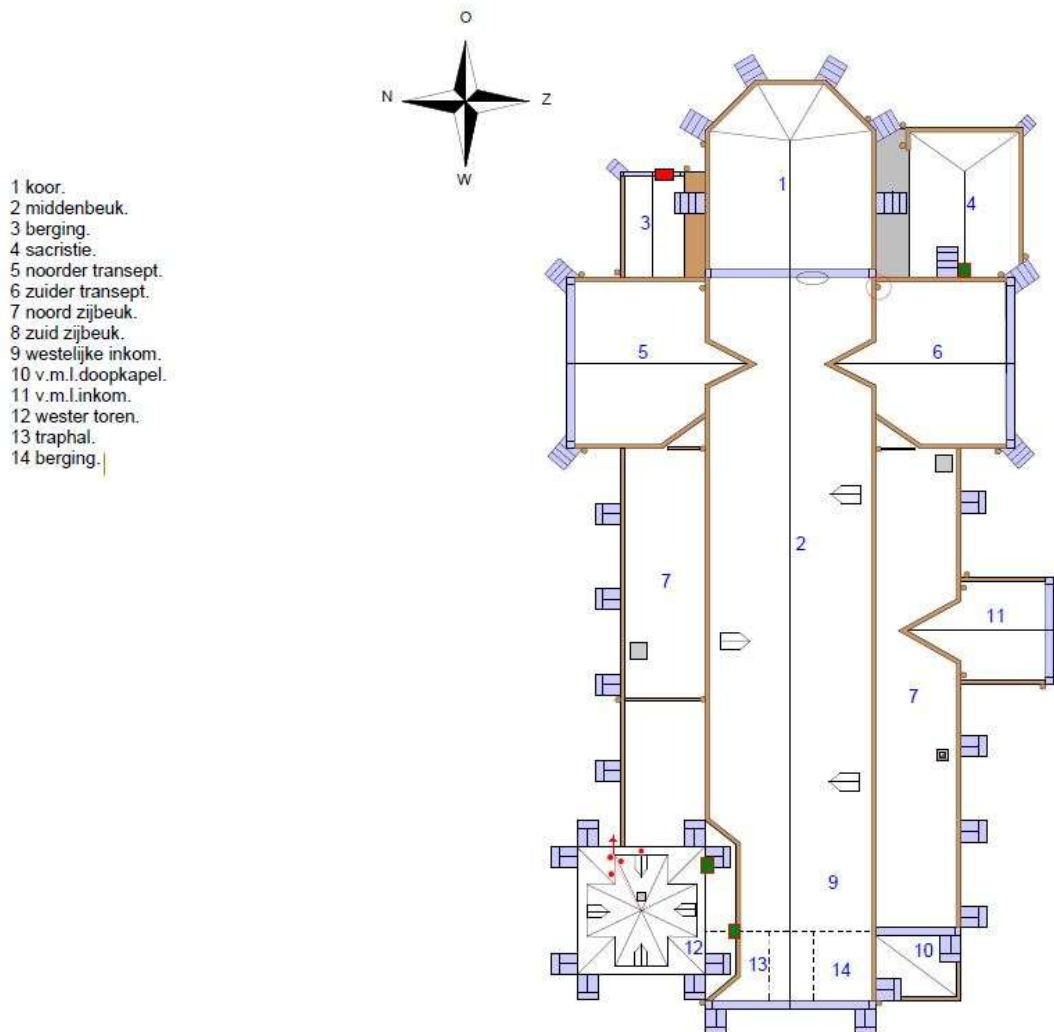 O
N
Z
W
1 koor.
2 middenbeuk.
3 berging.
4 sacristie.
5 noorder transept.
6 zuider transept.
7 noord zijbeuk.
8 zuid zijbeuk.
9 westelijke inkom.
10 v.m.l.doopkapel.
11 v.m.l.inkom.
12 wester toren.
13 traphal.
14 berging.
1
3
4
5
6
2
7
11
7
9
12
13
14
10